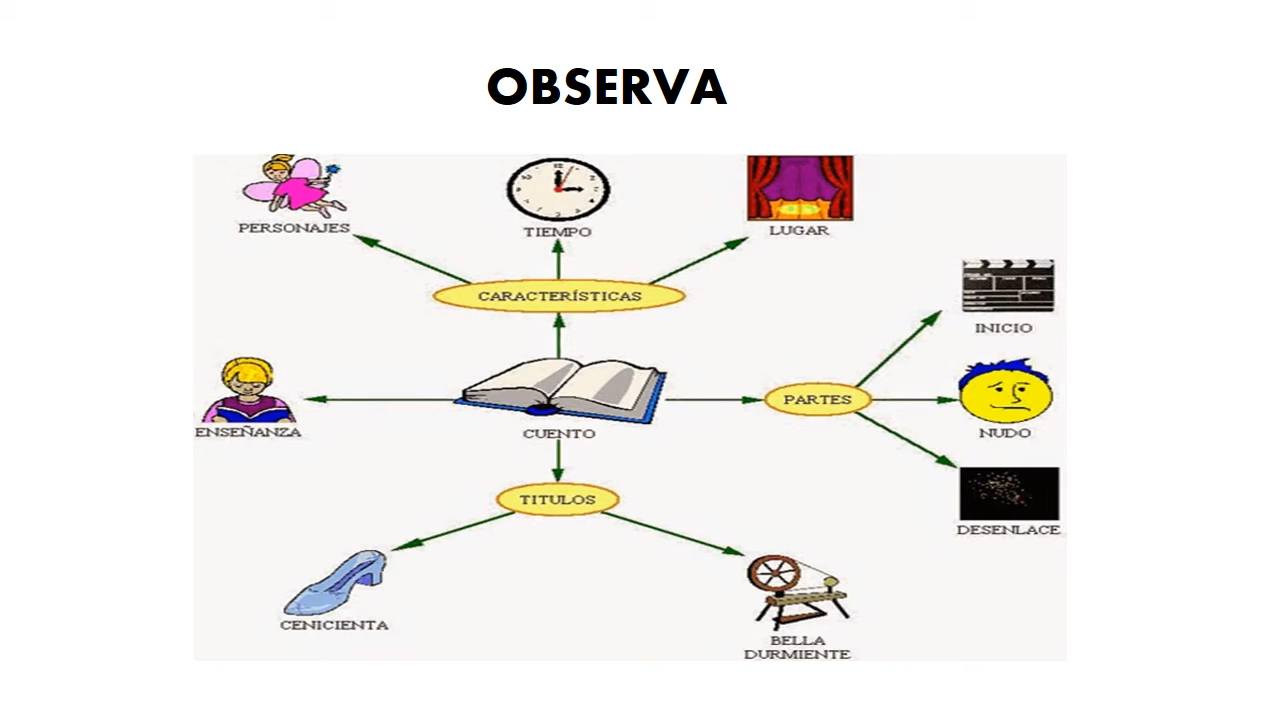 OBSERVA
PERSONAJES
TIEMPO
LUGAR
CARACTERÍSTICAS
INICIO
ENSEÑANZA
CUENTO
PARTES
NUDO
TITULOS
DESENLACE
CENICIENTA
BELLA
DURMIENTE